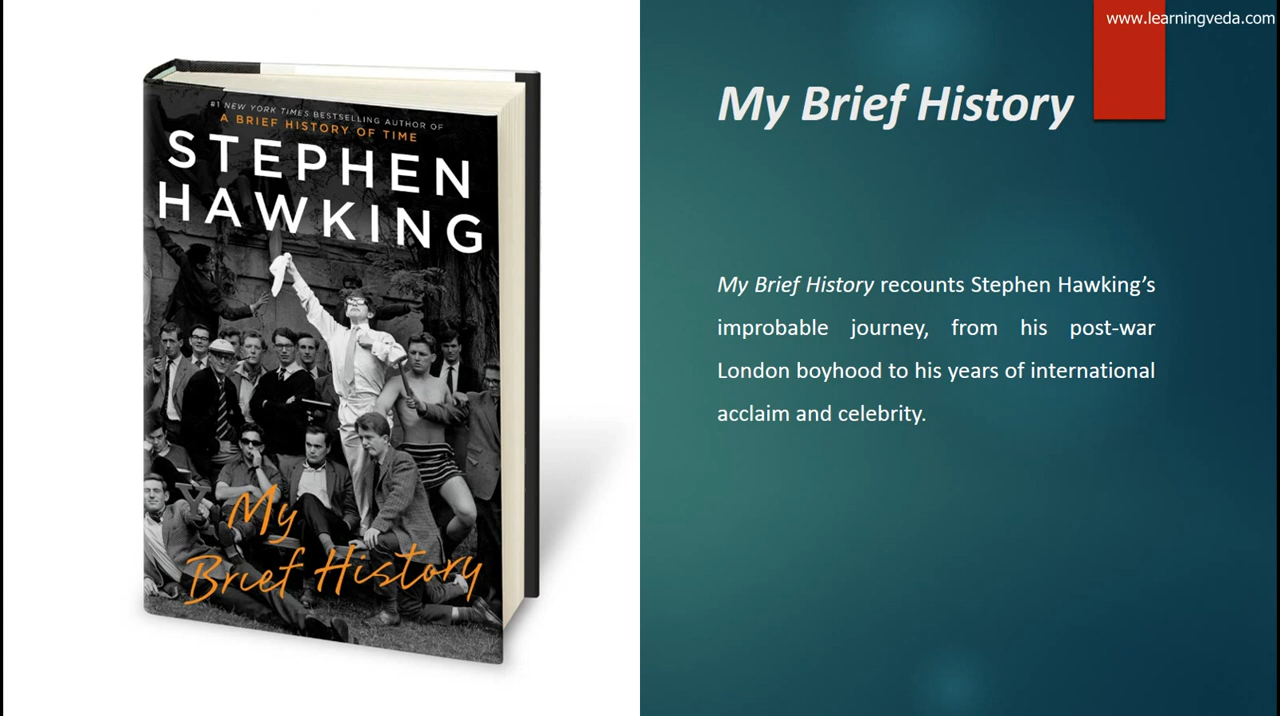 #1 NEW YORK TIMES BESTSELLING AUTHOR OF
A BRIEF HISTORY OF TIME
STEPHEN
HAWKING
My
Brief History
www.learningveda.com
My Brief History
My Brief History recounts Stephen Hawking’s
improbable journey, from his post-war
London boyhood to his years of international
acclaim and celebrity.